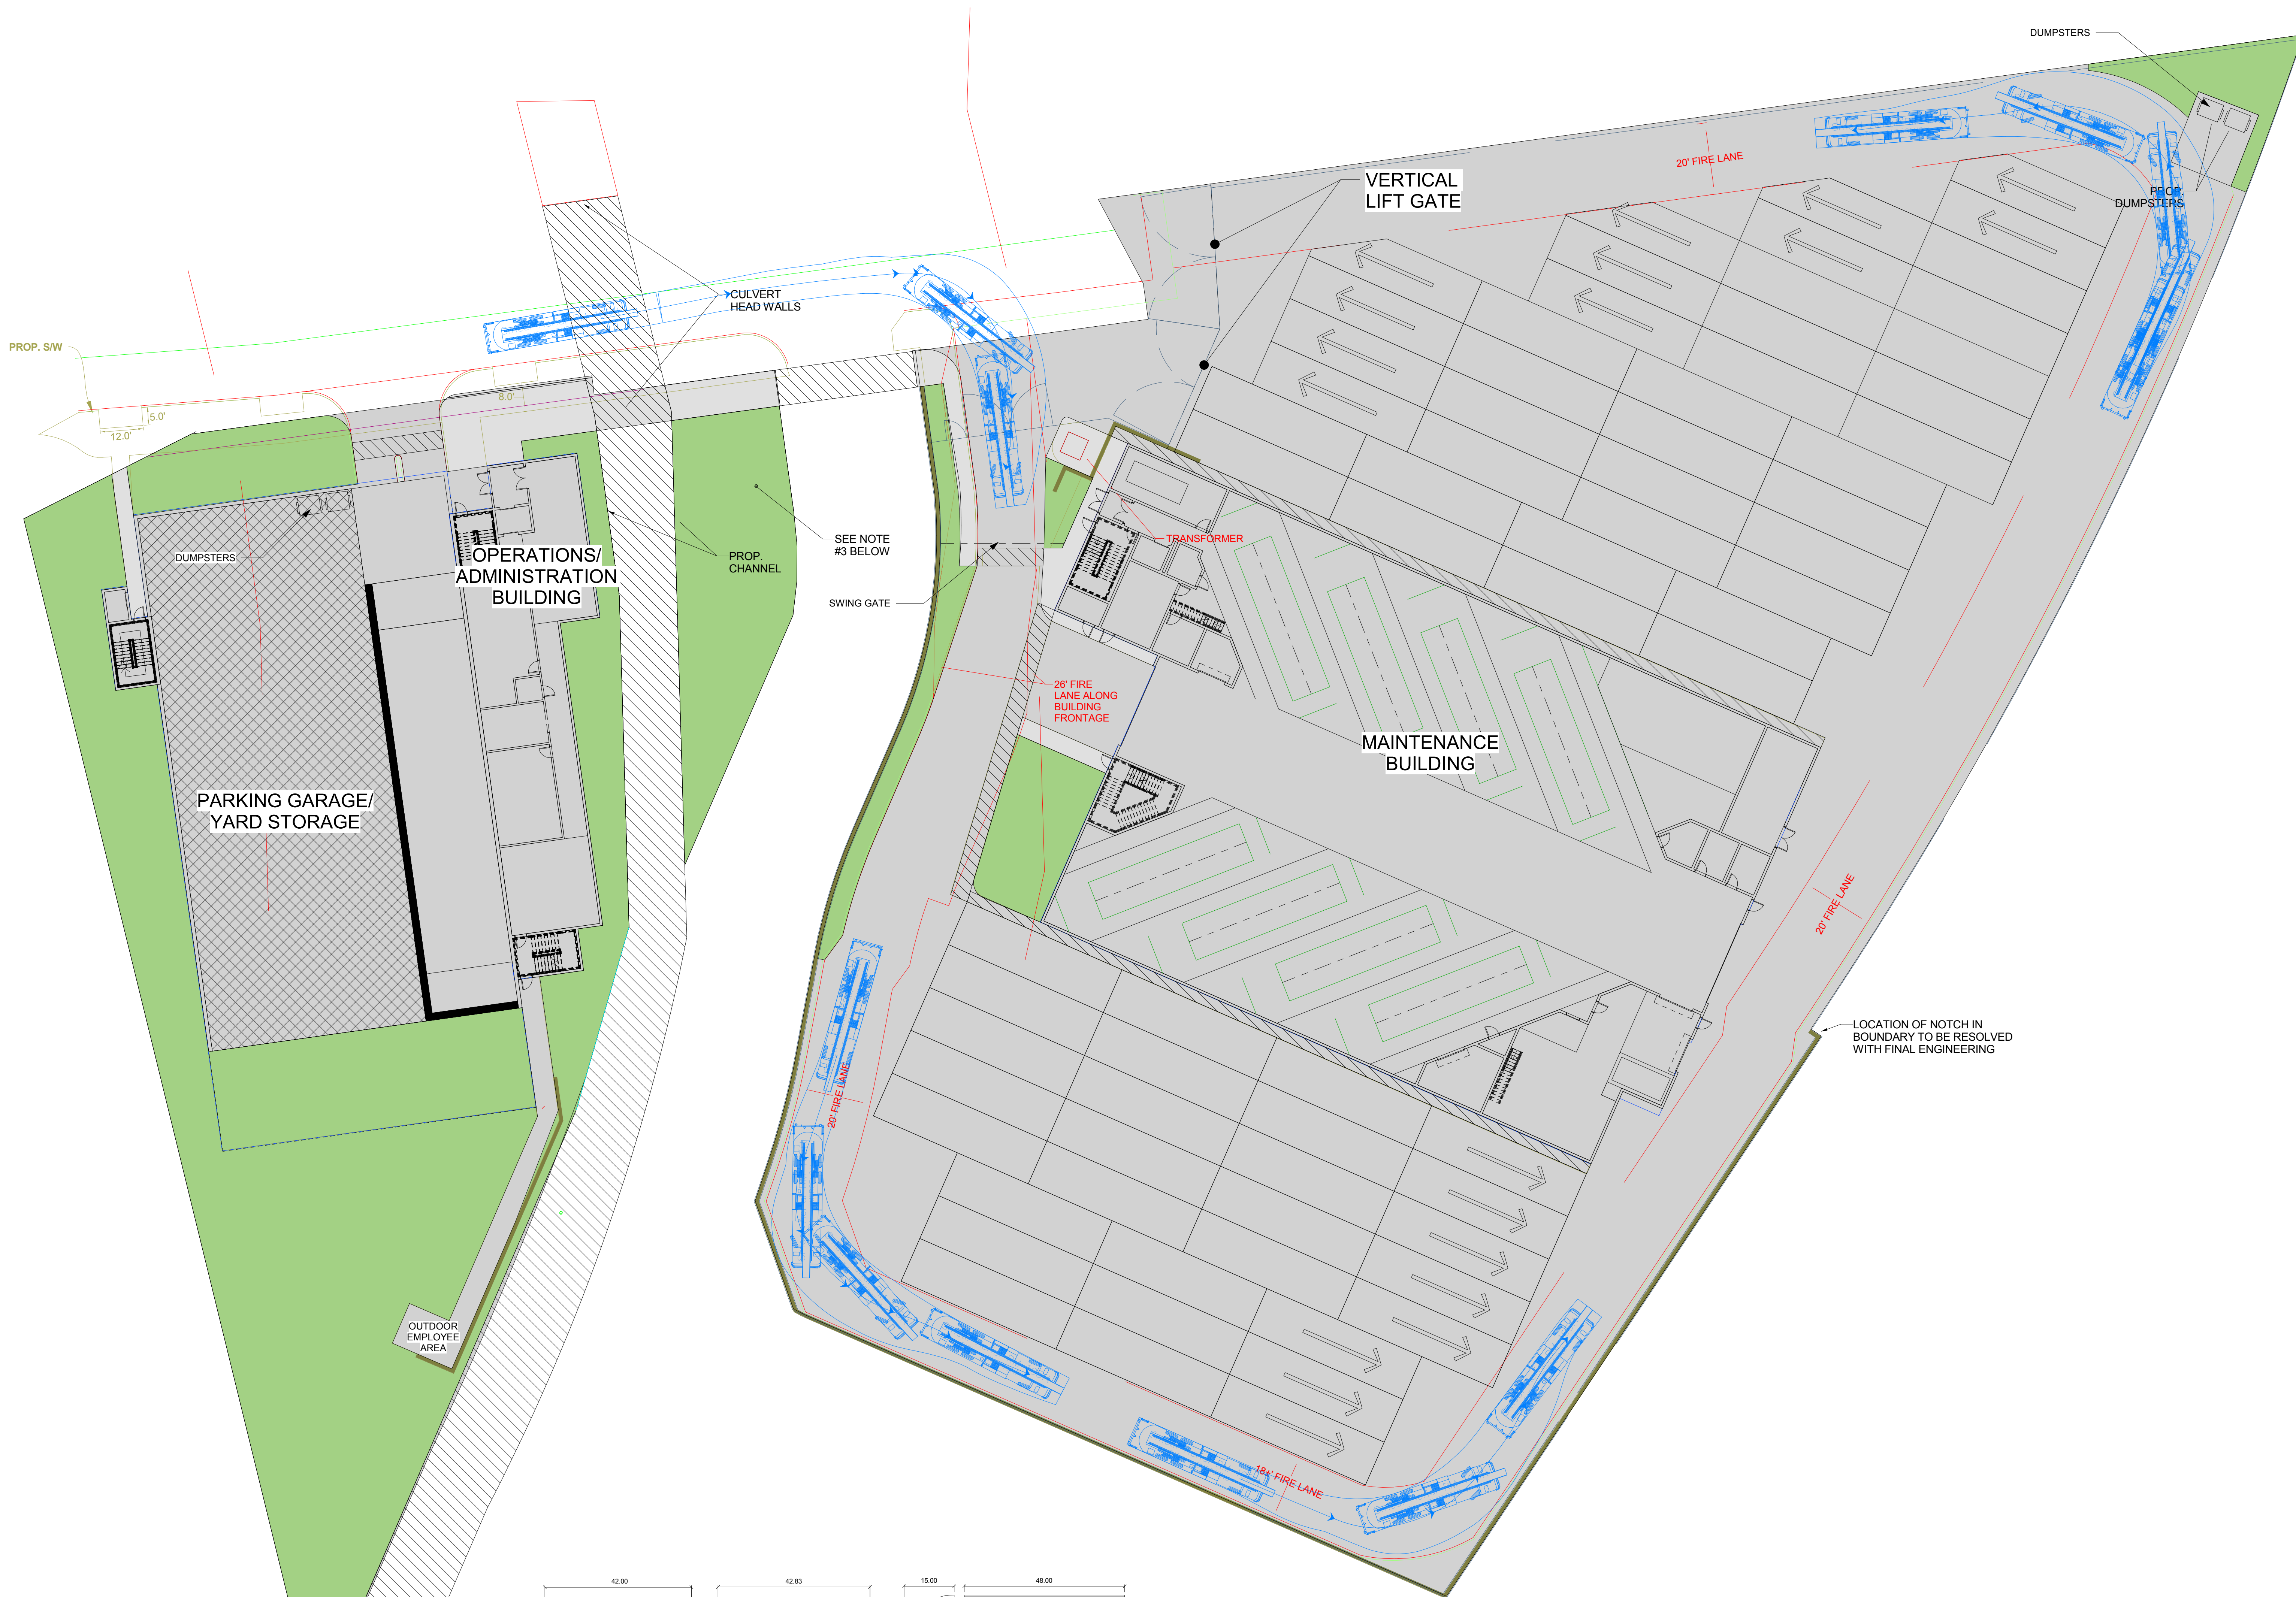 DUMPSTERS
20' FIRE LANE
VERTICAL
LIFT GATE
PROP.
DUMPSTERS
CULVERT
HEAD WALLS
PROP. S/W
5.0'
12.0'
8.0'
DUMPSTERS
OPERATIONS/
ADMINISTRATION
BUILDING
PROP.
CHANNEL
SEE NOTE
#3 BELOW
SWING GATE
TRANSFORMER
26' FIRE
LANE ALONG
BUILDING
FRONTAGE
MAINTENANCE
BUILDING
PARKING GARAGE/
YARD STORAGE
20' FIRE LANE
LOCATION OF NOTCH IN
BOUNDARY TO BE RESOLVED
WITH FINAL ENGINEERING
20' FIRE LANE
OUTDOOR
EMPLOYEE
AREA
18±' FIRE LANE
42.00
42.83
15.00
48.00